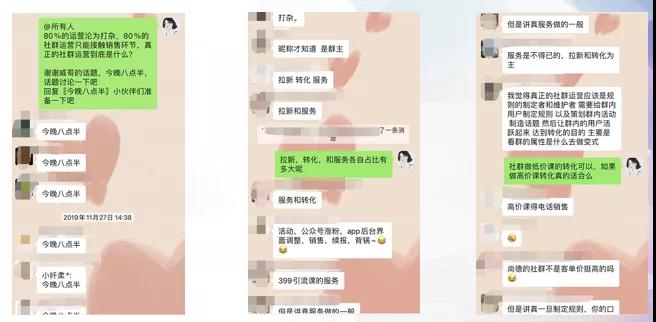 @所有人
80%的运营沦为打杂，80%的
社群运营只能接触销售环节，真
正的社群运营到底是什么？
谢谢威哥的话题，今晚八点半，
话题讨论一下吧
回复〖今晚八点半〗小伙伴们准
备一下吧
今晚八点半
今晚八点半
今晚八点半
2019年11月27日 14:38
今晚八点半
小纤柔*:
今晚八点半
打杂。
昵称才知道 是群主
拉新 转化 服务
拉新和服务
了一条消
息
拉新，转化，和服务各自占比有
多大呢
服务和转化
活动，公众号涨粉，app后台界
面调整，销售，续报，背锅~😂
😂
399引流课的服务
但是讲真服务做的一般
但是讲真服务做的一般
服务是不得已的，拉新和转化为
主
我觉得真正的社群运营应该是规
则的制定者和维护者 需要给群内
用户制定规则 以及策划群内活动
制造话题 然后让群内的用户活
跃起来 达到转化的目的 主要是
看群的属性是什么去做变式
社群做低价课的转化可以，如果
做高价课转化真的适合么
高价课得电话销售
尚德的社群不是客单价挺高的吗
😂
但是讲真一旦制定规则，你的口